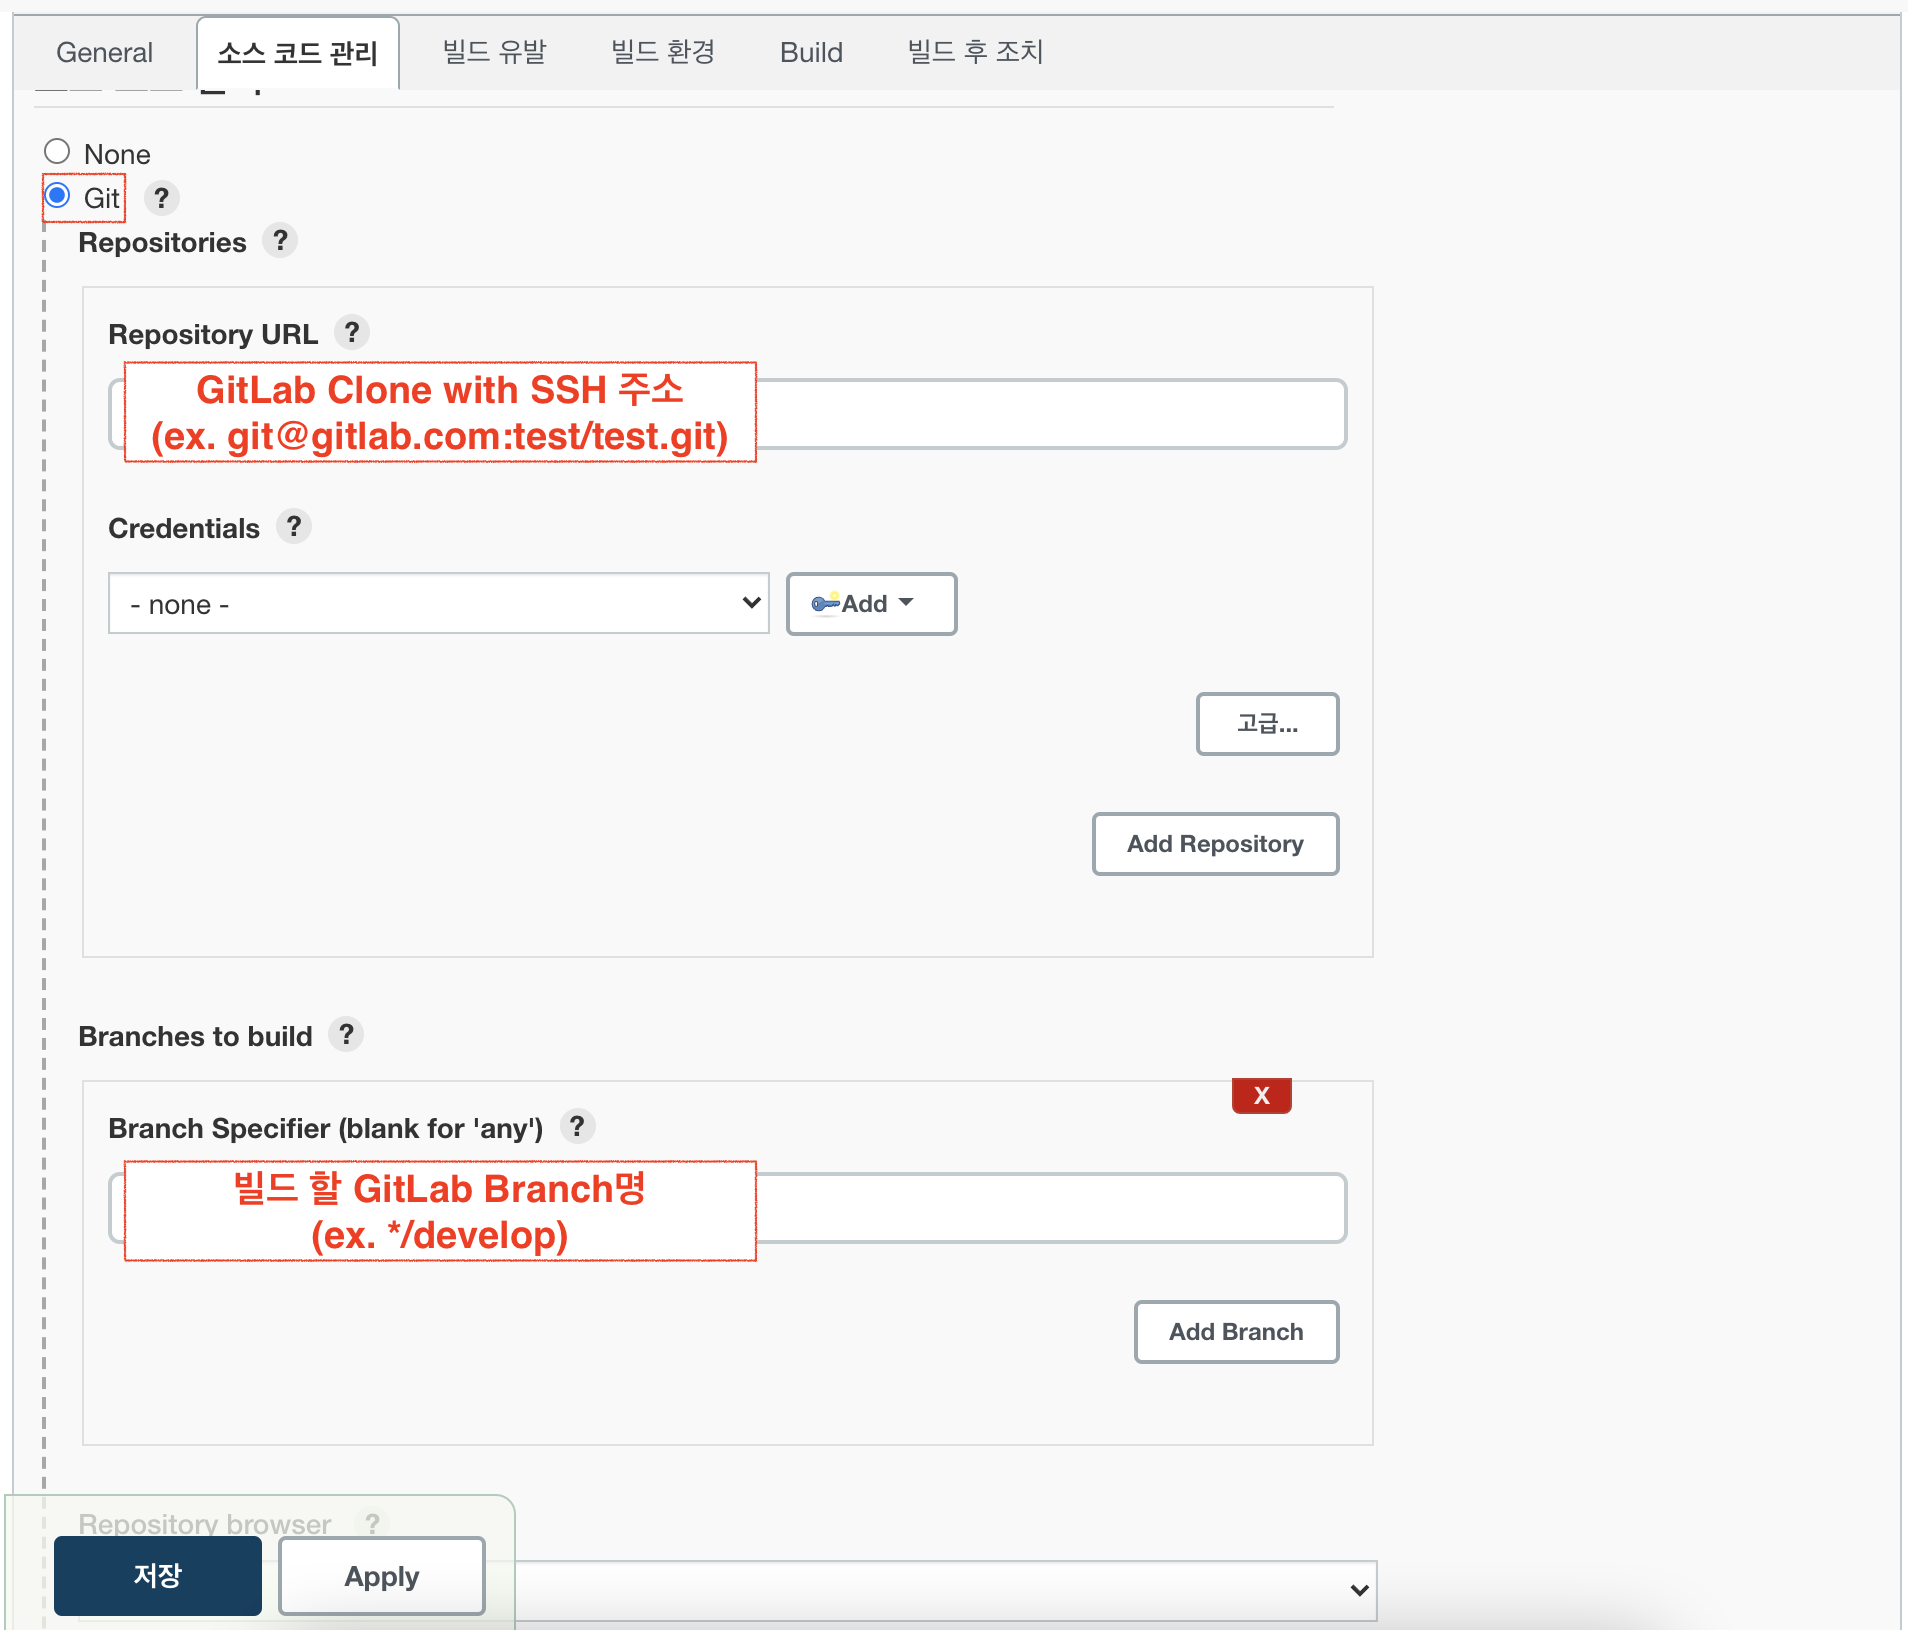 General 소스 코드 관리 빌드 유발 빌드 환경 Build 빌드 후 조치
None
Git ?
Repositories ?
Repository URL ?
GitLab Clone with SSH 주소
(ex. git@gitlab.com:test/test.git)
Credentials ?
- none - Add
고급...
Add Repository
Branches to build ?
X
Branch Specifier (blank for 'any') ?
빌드 할 GitLab Branch명
(ex. */develop)
Add Branch
Repository browser ?
저장 Apply